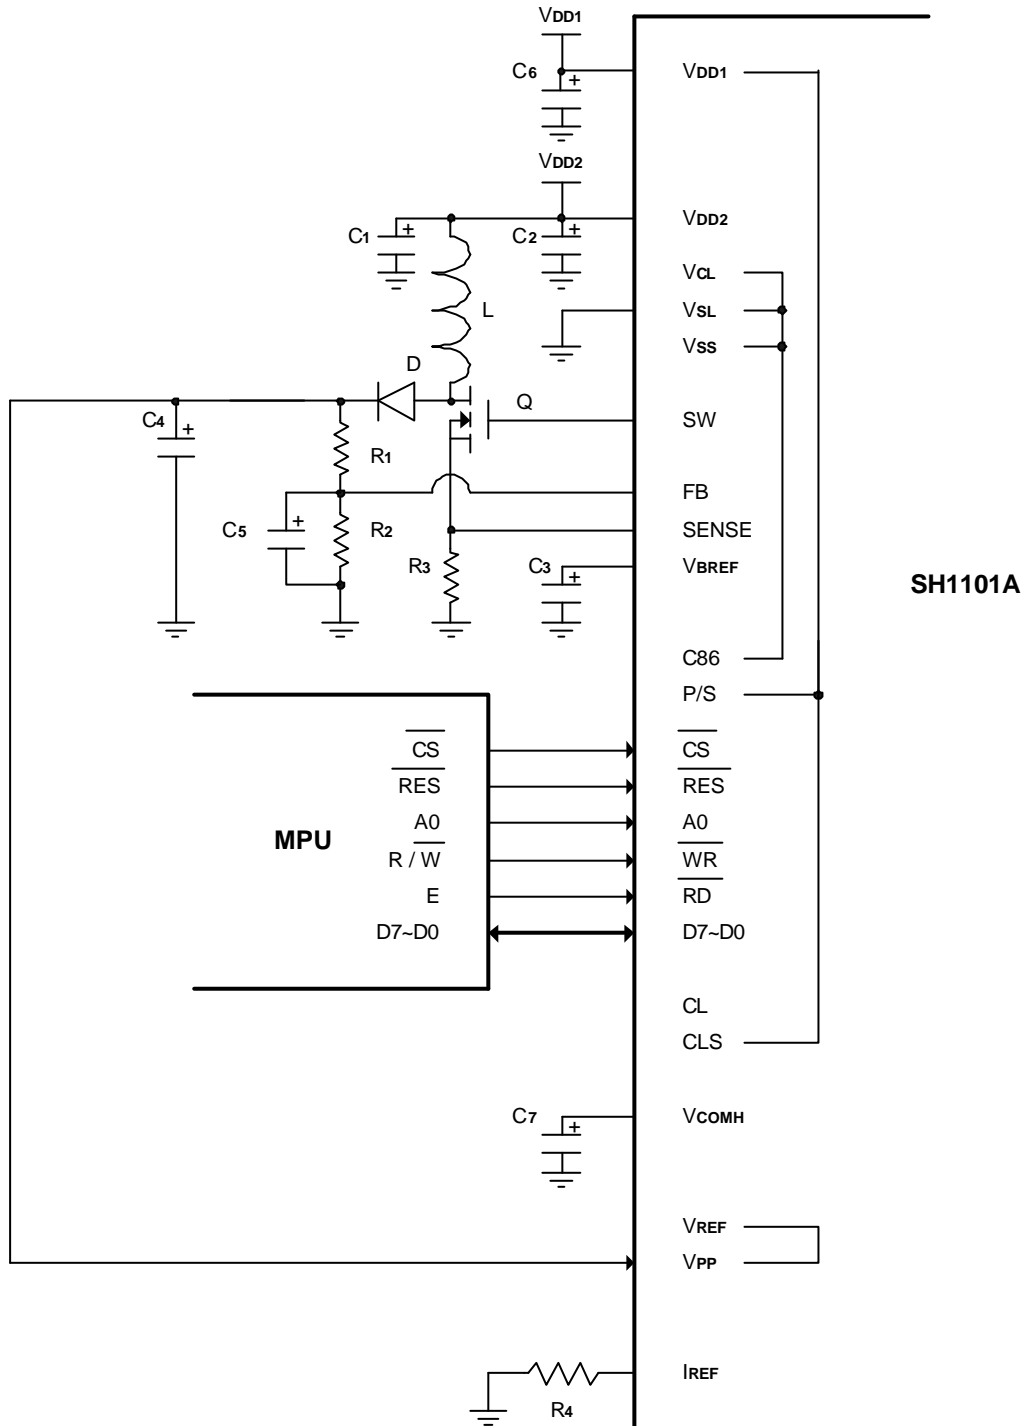 VDD1
C6 + VDD1
VDD2
C1 + C2 + VDD2
VCL
L VSL
VSS
D
C4 + Q SW
R1
FB
C5 + R2 SENSE
R3 C3 + VBREF
SH1101A
C86
P/S
CS CS
RES RES
MPU A0 A0
R / W WR
E RD
D7~D0 D7~D0
CL
CLS
C7 + VCOMH
VREF
VPP
IREF
R4